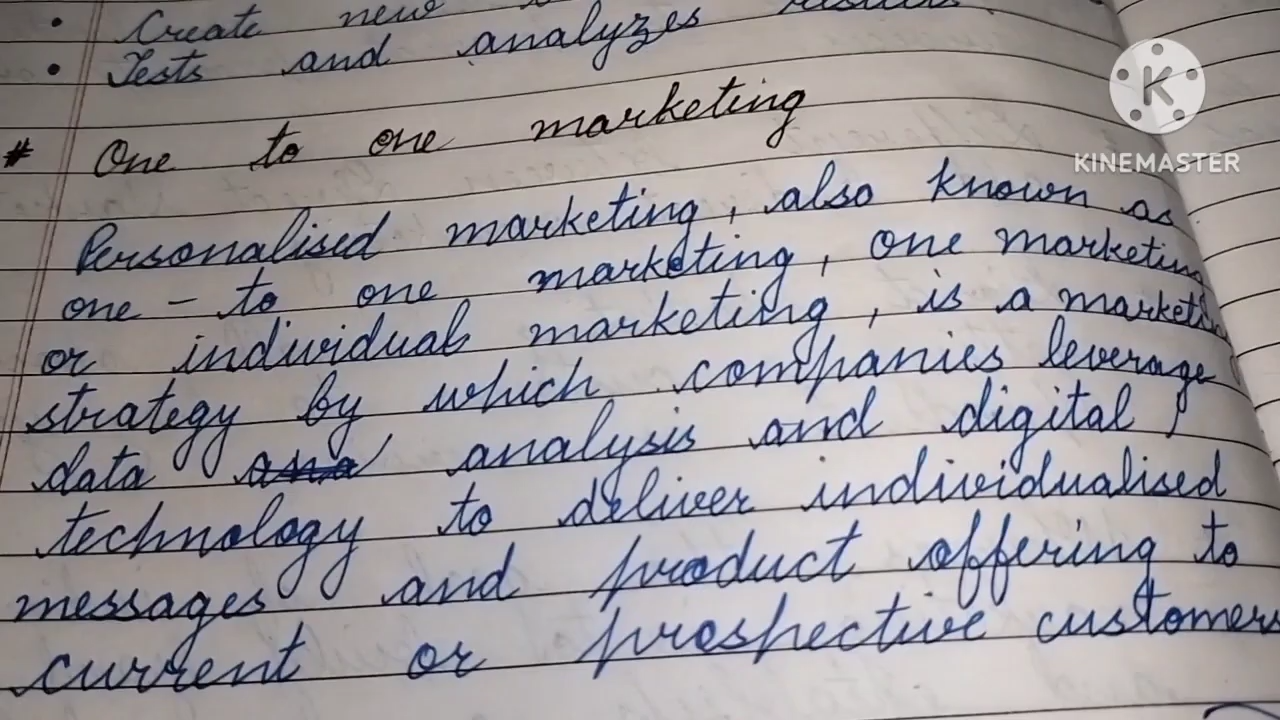 • Create new
• Tests and analyzes results
# One to one marketing
Personalised marketing, also known as
one - to one marketing, one marketing
or individual marketing, is a marketing
strategy by which companies leverage
data and analysis and digital
technology to deliver individualised
messages and product offering to
current or prospective customers
K
KINEMASTER